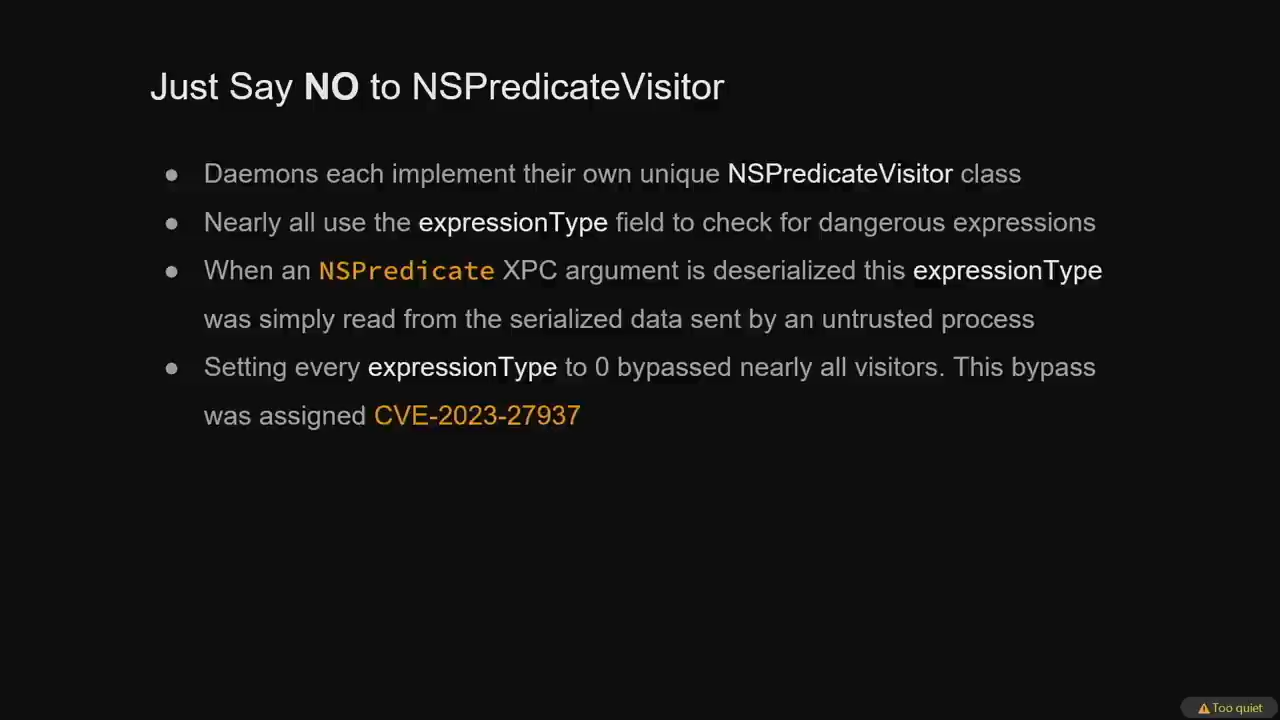 Just Say NO to NSPredicateVisitor
● Daemons each implement their own unique NSPredicateVisitor class
● Nearly all use the expressionType field to check for dangerous expressions
● When an NSPredicate XPC argument is deserialized this expressionType
was simply read from the serialized data sent by an untrusted process
● Setting every expressionType to 0 bypassed nearly all visitors. This bypass
was assigned CVE-2023-27937
Too quiet